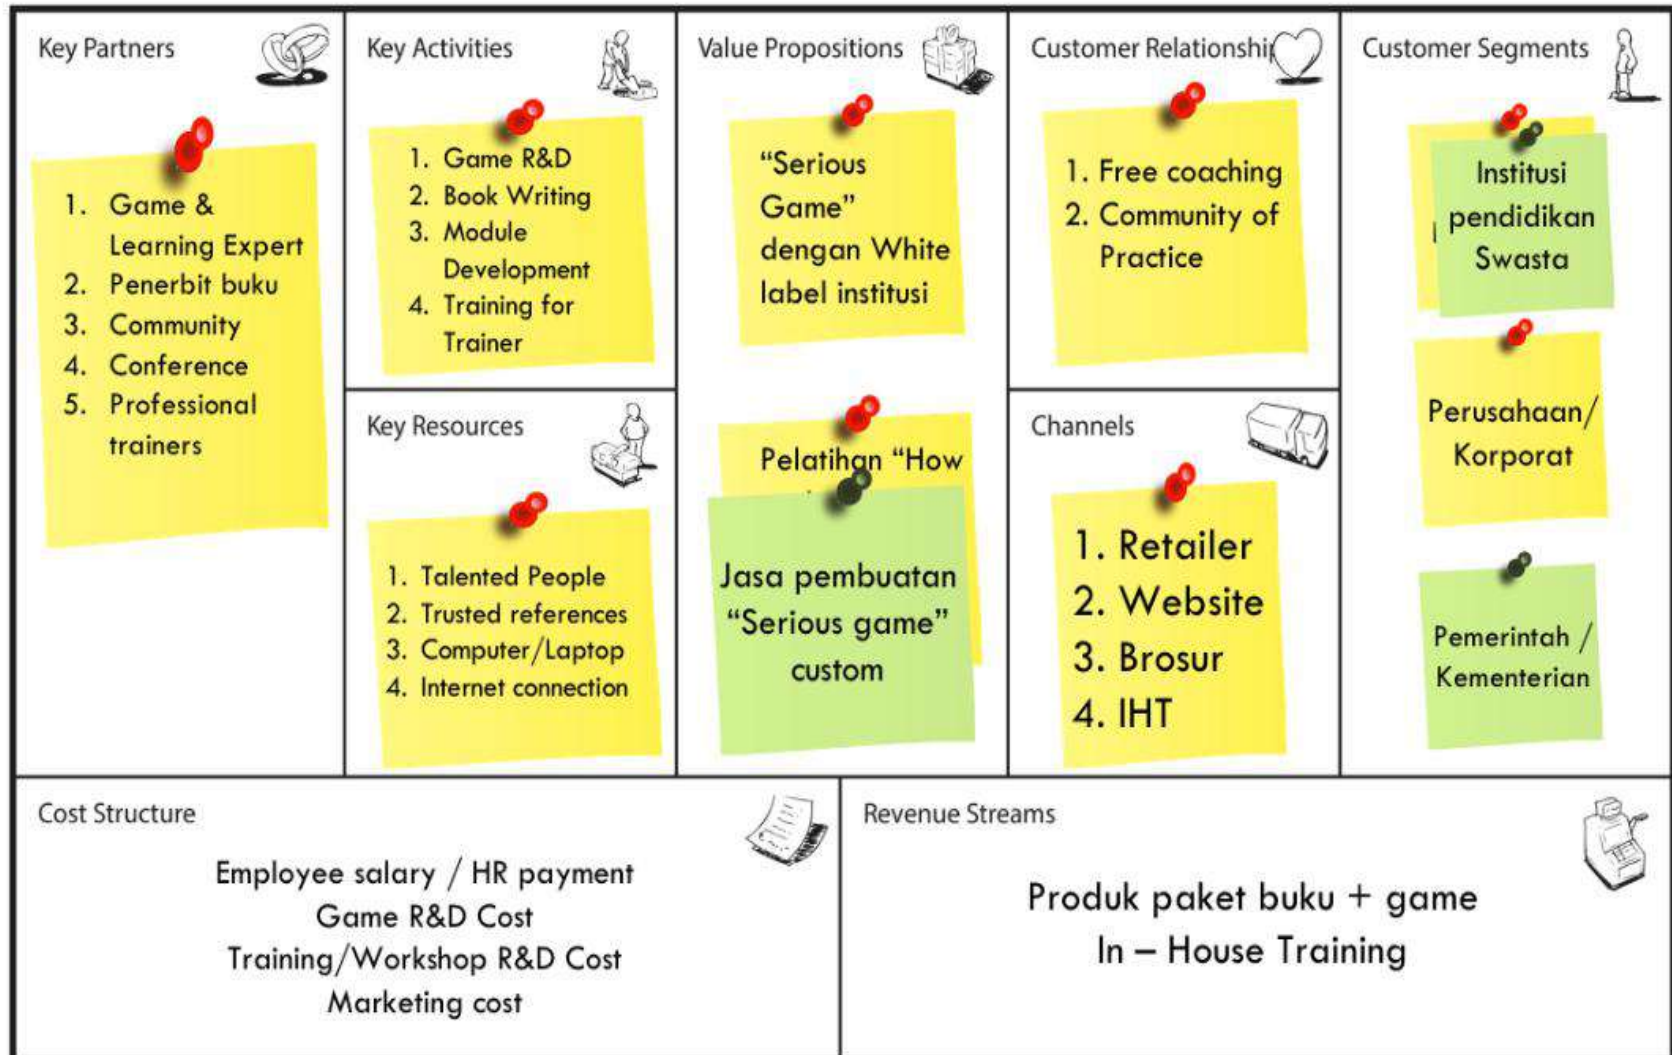 Key Partners
1. Game &
Learning Expert
2. Penerbit buku
3. Community
4. Conference
5. Professional
trainers
Key Activities
1. Game R&D
2. Book Writing
3. Module
Development
4. Training for
Trainer
Key Resources
1. Talented People
2. Trusted references
3. Computer/Laptop
4. Internet connection
Value Propositions
“Serious
Game”
dengan White
label institusi
Pelatihan “How
Jasa pembuatan
“Serious game”
custom
Customer Relationship
1. Free coaching
2. Community of
Practice
Channels
1. Retailer
2. Website
3. Brosur
4. IHT
Customer Segments
Institusi
pendidikan
Swasta
Perusahaan/
Korporat
Pemerintah /
Kementerian
Cost Structure
Employee salary / HR payment
Game R&D Cost
Training/Workshop R&D Cost
Marketing cost
Revenue Streams
Produk paket buku + game
In – House Training